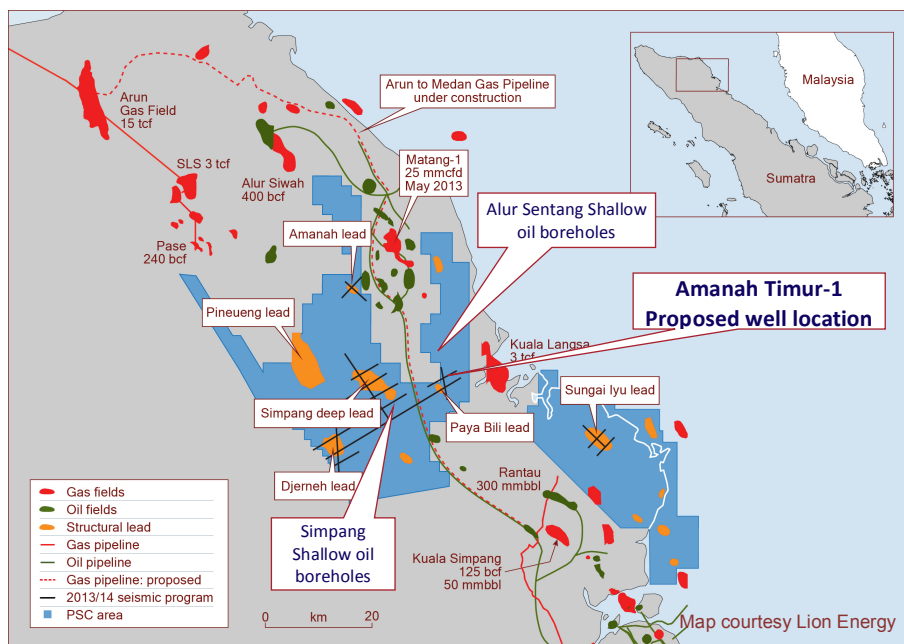 Arun to Medan Gas Pipeline
under construction
Malaysia
Sumatra
Arun
Gas Field
15 tcf
SLS 3 tcf
Alur Siwah
400 bcf
Matang-1
25 mmcfd
May 2013
Pase
240 bcf
Amanah lead
Alur Sentang Shallow
oil boreholes
Amanah Timur-1
Proposed well location
Pineueng lead
Kuala Langsa
3 tcf
Simpang deep lead
Paya Bili lead
Sungai Iyu lead
Djerneh lead
Rantau
300 mmbbl
Simpang
Shallow oil
boreholes
Kuala Simpang
125 bcf
50 mmbbl
Gas fields
Oil fields
Structural lead
Gas pipeline
Oil pipeline
Gas pipeline: proposed
2013/14 seismic program
PSC area
0 20
km
Map courtesy Lion Energy